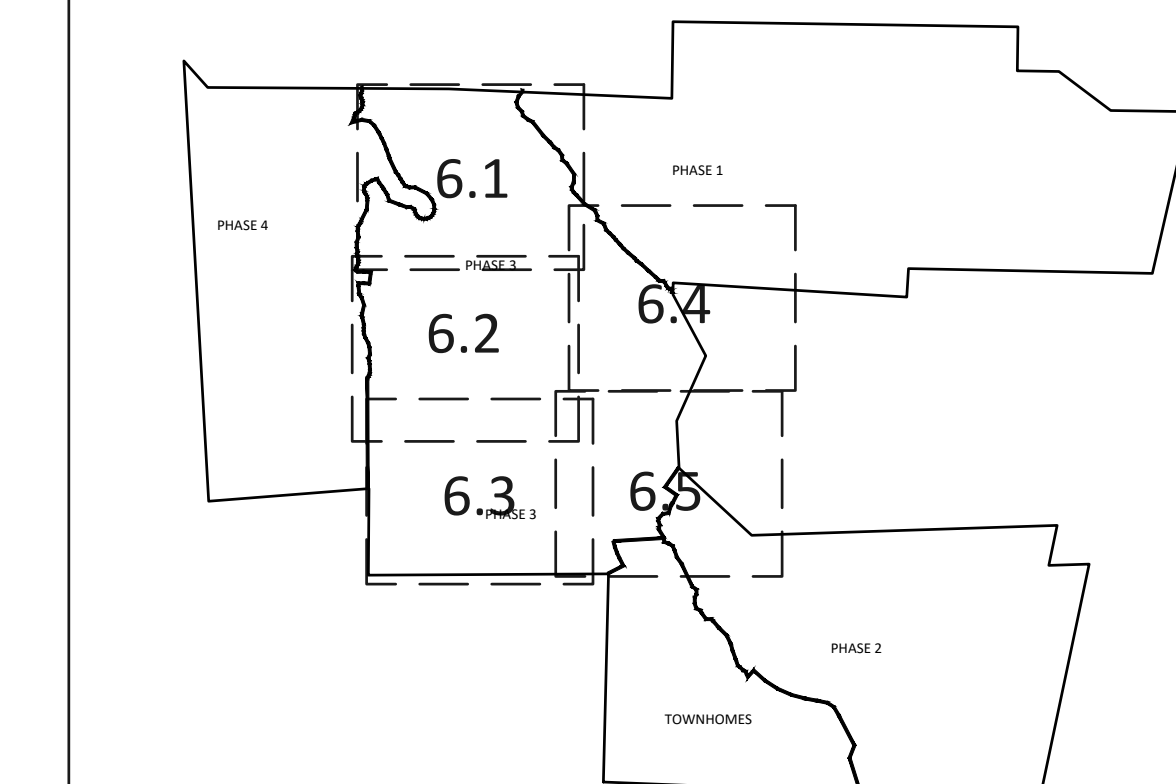 PHASE 1
6.1
PHASE 4
PHASE 3
6.4
6.2
6.5
6.3
PHASE 3
PHASE 2
TOWNHOMES